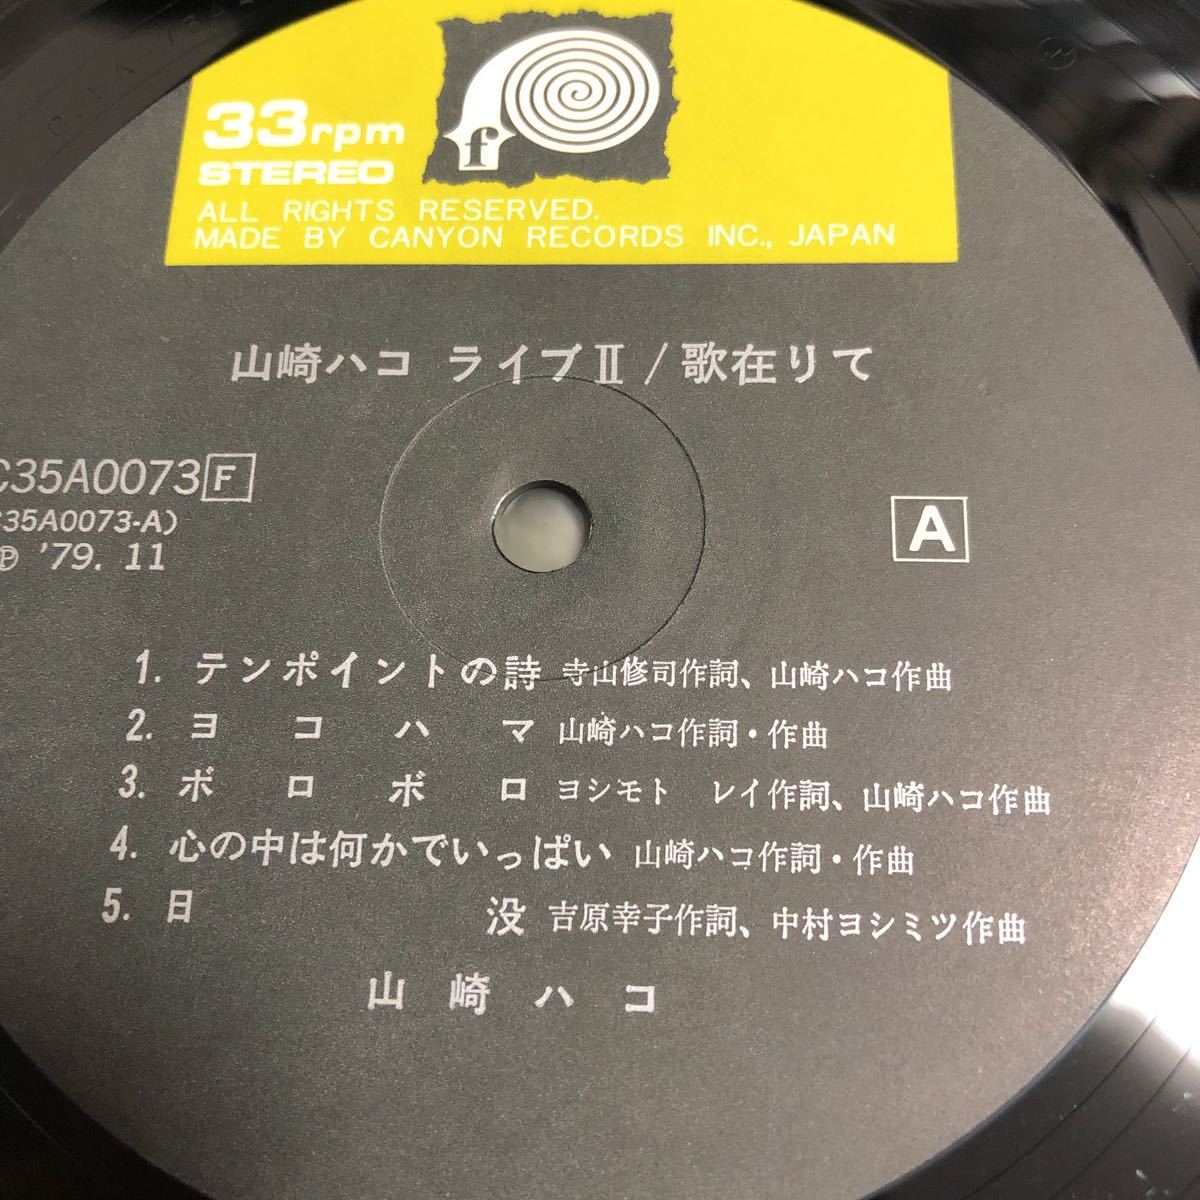 33rpm
STEREO
f
ALL RIGHTS RESERVED.
MADE BY CANYON RECORDS INC., JAPAN
山崎ハコ ライブⅡ/歌在りて
C35A0073 F
C35A0073-A)
Ⓟ '79. 11
A
1. テンポイントの詩 寺山修司作詞、山崎ハコ作曲
2. ヨコハマ 山崎ハコ作詞・作曲
3. ボロボロ ヨシモト レイ作詞、山崎ハコ作曲
4. 心の中は何かでいっぱい 山崎ハコ作詞・作曲
5. 日没 吉原幸子作詞、中村ヨシミツ作曲
山崎ハコ